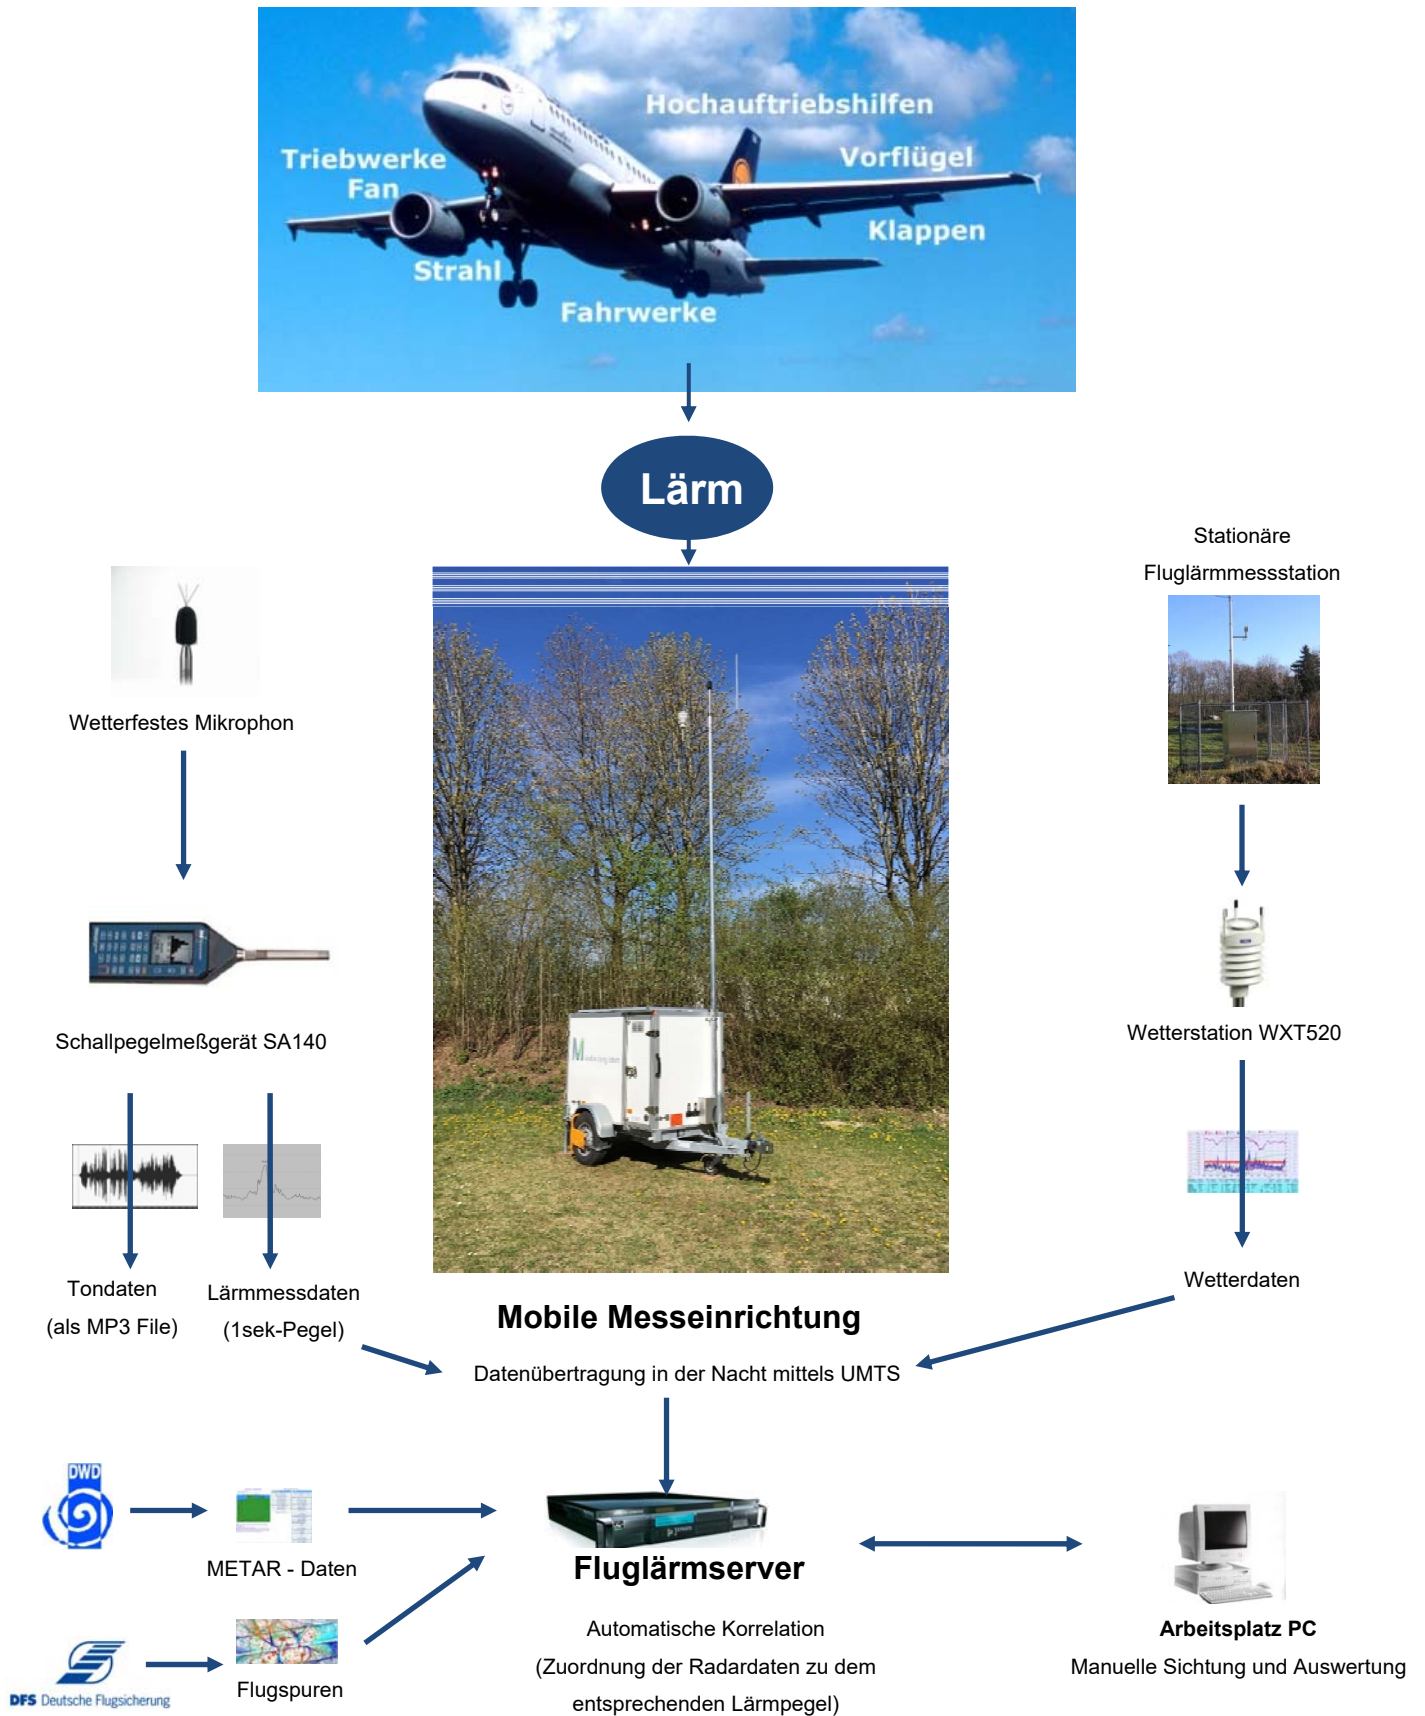 Hochauftriebshilfen
Triebwerke
Fan
Vorflügel
Klappen
Strahl
Fahrwerke
Lärm
Stationäre
Fluglärmmessstation
Wetterfestes Mikrophon
Schallpegelmeßgerät SA140
Wetterstation WXT520
Tondaten
(als MP3 File)
Lärmmessdaten
(1sek-Pegel)
Wetterdaten
Mobile Messeinrichtung
Datenübertragung in der Nacht mittels UMTS
DWD
METAR - Daten
Fluglärmserver
Automatische Korrelation
(Zuordnung der Radardaten zu dem
entsprechenden Lärmpegel)
Arbeitsplatz PC
Manuelle Sichtung und Auswertung
DFS Deutsche Flugsicherung
Flugspuren